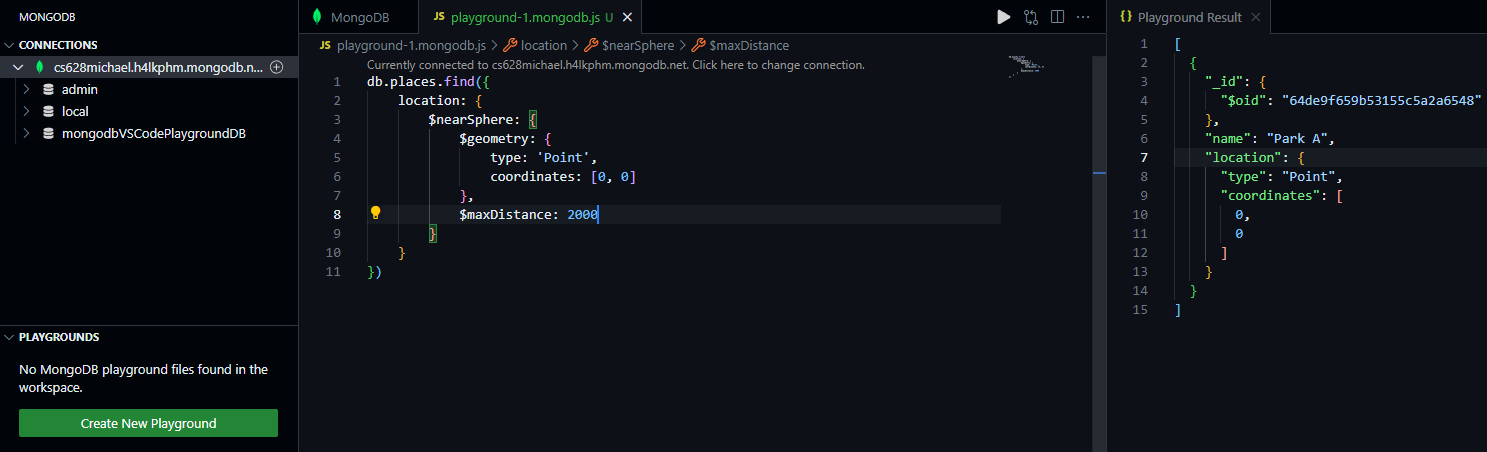 MONGODB
CONNECTIONS
cs628michael.h4lkphm.mongodb.n...
admin
local
mongodbVSCodePlaygroundDB
PLAYGROUNDS
No MongoDB playground files found in the
workspace.
Create New Playground
MongoDB
JS playground-1.mongodb.js U
JS playground-1.mongodb.js > location > $nearSphere > $maxDistance
Currently connected to cs628michael.h4lkphm.mongodb.net. Click here to change connection.
1 db.places.find({
2 location: {
3 $nearSphere: {
4 $geometry: {
5 type: 'Point',
6 coordinates: [0, 0]
7 },
8 $maxDistance: 2000
9 }
10 }
11 })
{} Playground Result
1 [
2 {
3 "_id": {
4 "$oid": "64de9f659b53155c5a2a6548"
5 },
6 "name": "Park A",
7 "location": {
8 "type": "Point",
9 "coordinates": [
10 0,
11 0
12 ]
13 }
14 }
15 ]